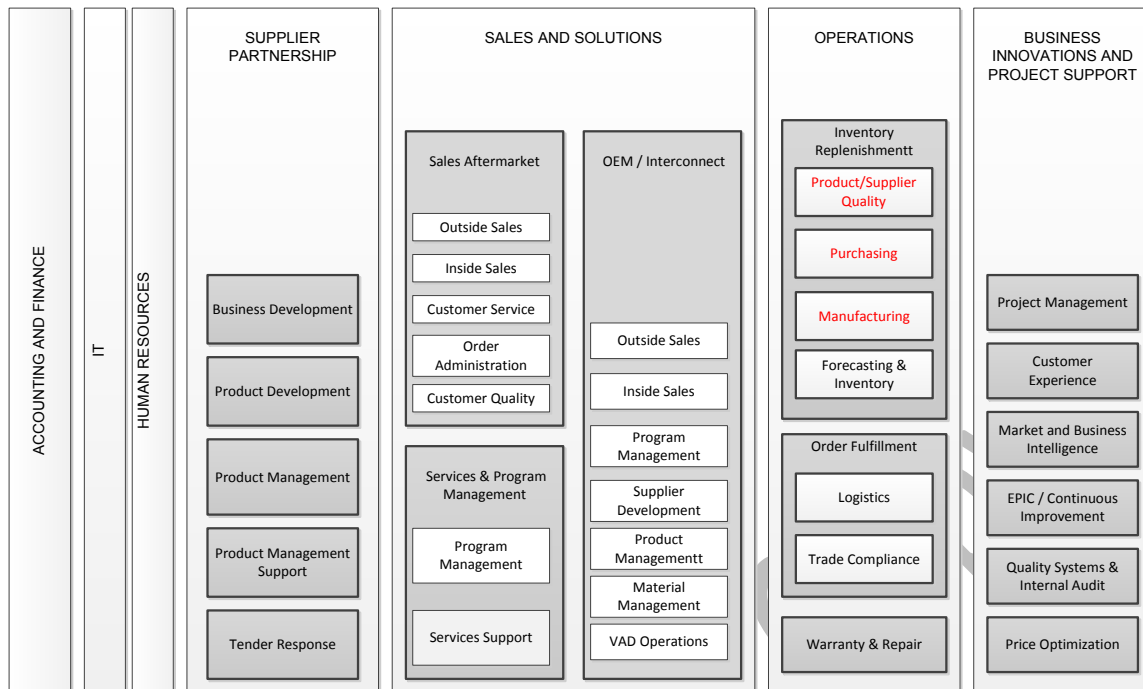 ACCOUNTING AND FINANCE
IT
HUMAN RESOURCES
SUPPLIER
PARTNERSHIP
Business Development
Product Development
Product Management
Product Management
Support
Tender Response
SALES AND SOLUTIONS
Sales Aftermarket
Outside Sales
Inside Sales
Customer Service
Order
Administration
Customer Quality
Services & Program
Management
Program
Management
Services Support
OEM / Interconnect
Outside Sales
Inside Sales
Program
Management
Supplier
Development
Product
Managementt
Material
Management
VAD Operations
OPERATIONS
Inventory
Replenishmentt
Product/Supplier
Quality
Purchasing
Manufacturing
Forecasting &
Inventory
Order Fulfillment
Logistics
Trade Compliance
Warranty & Repair
BUSINESS
INNOVATIONS AND
PROJECT SUPPORT
Project Management
Customer
Experience
Market and Business
Intelligence
EPIC / Continuous
Improvement
Quality Systems &
Internal Audit
Price Optimization